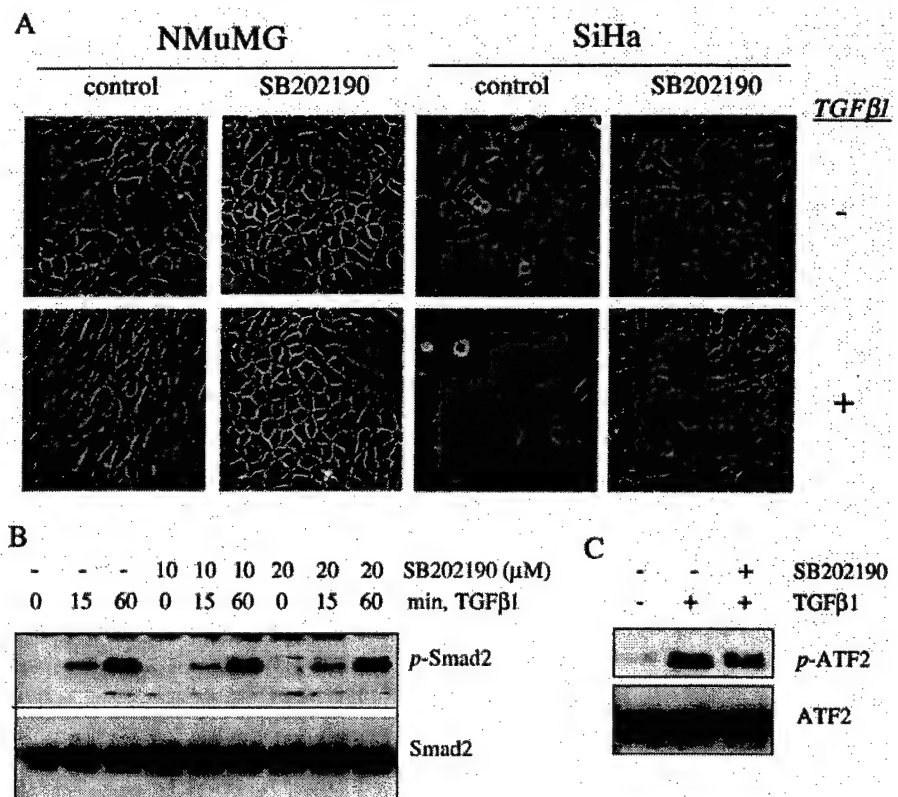 A
NMuMG SiHa
control SB202190 control SB202190
TGFβ1
-
+
B
- - - 10 10 10 20 20 20 SB202190 (μM)
0 15 60 0 15 60 0 15 60 min, TGFβ1
p-Smad2
Smad2
C
- - + SB202190
- + + TGFβ1
p-ATF2
ATF2